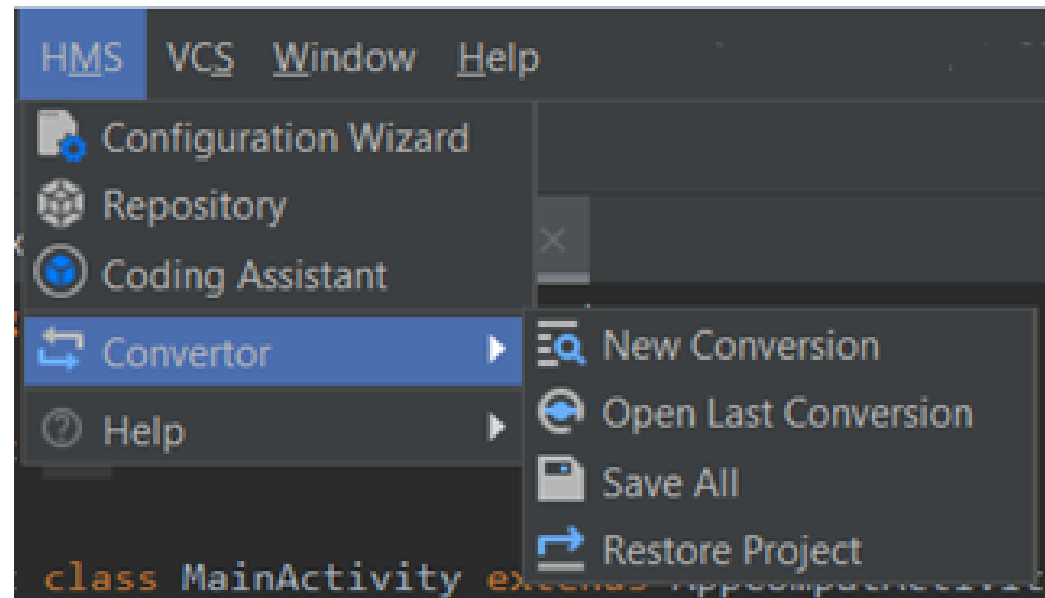 HMS VCS Window Help
Configuration Wizard
Repository
Coding Assistant
Convertor
Help
New Conversion
Open Last Conversion
Save All
Restore Project
class MainActivity